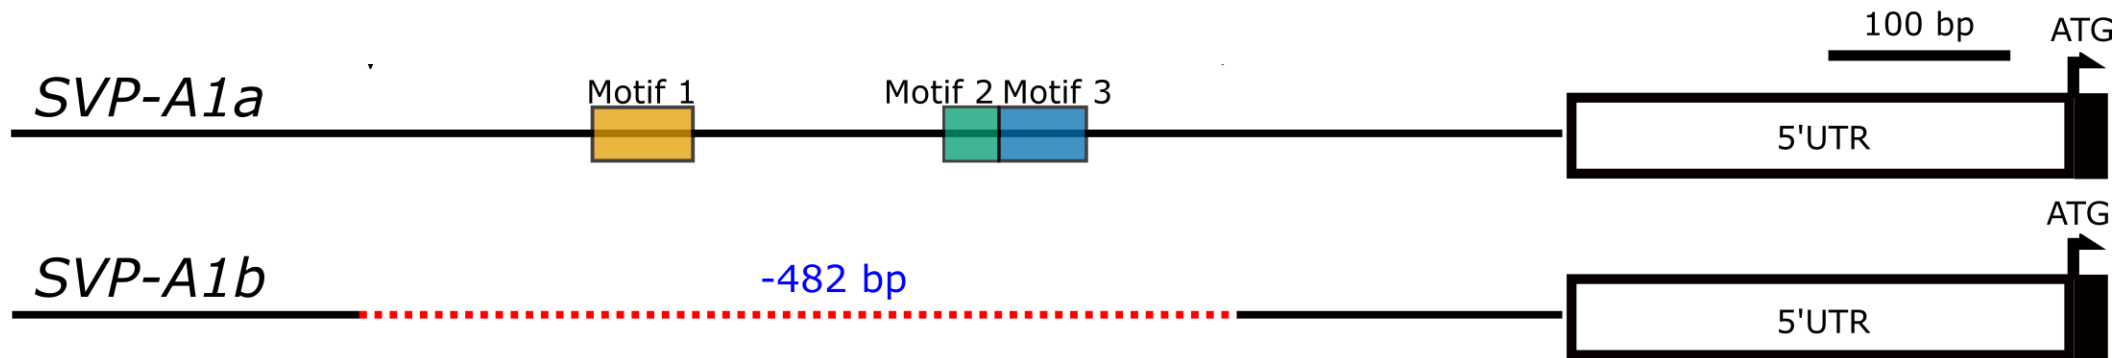 100 bp
ATG
SVP-A1a
Motif 1
Motif 2
Motif 3
5'UTR
ATG
SVP-A1b
-482 bp
5'UTR